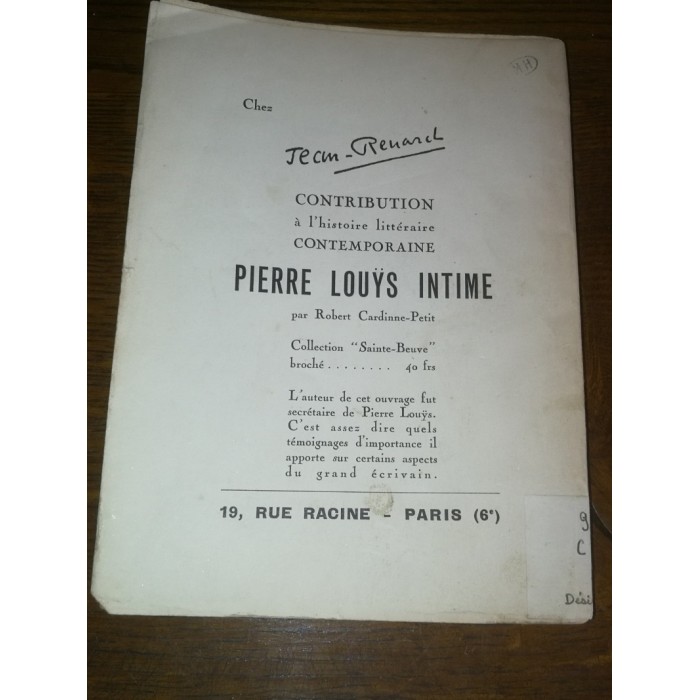 44
Chez
Jean-Renard
CONTRIBUTION
à l'histoire littéraire
CONTEMPORAINE
PIERRE LOUŸS INTIME
par Robert Cardinne-Petit
Collection "Sainte-Beuve"
broché ........ 40 frs
L'auteur de cet ouvrage fut
secrétaire de Pierre Louÿs.
C'est assez dire quels
témoignages d'importance il
apporte sur certains aspects
du grand écrivain.
19, RUE RACINE - PARIS (6e)
9
C
Dési